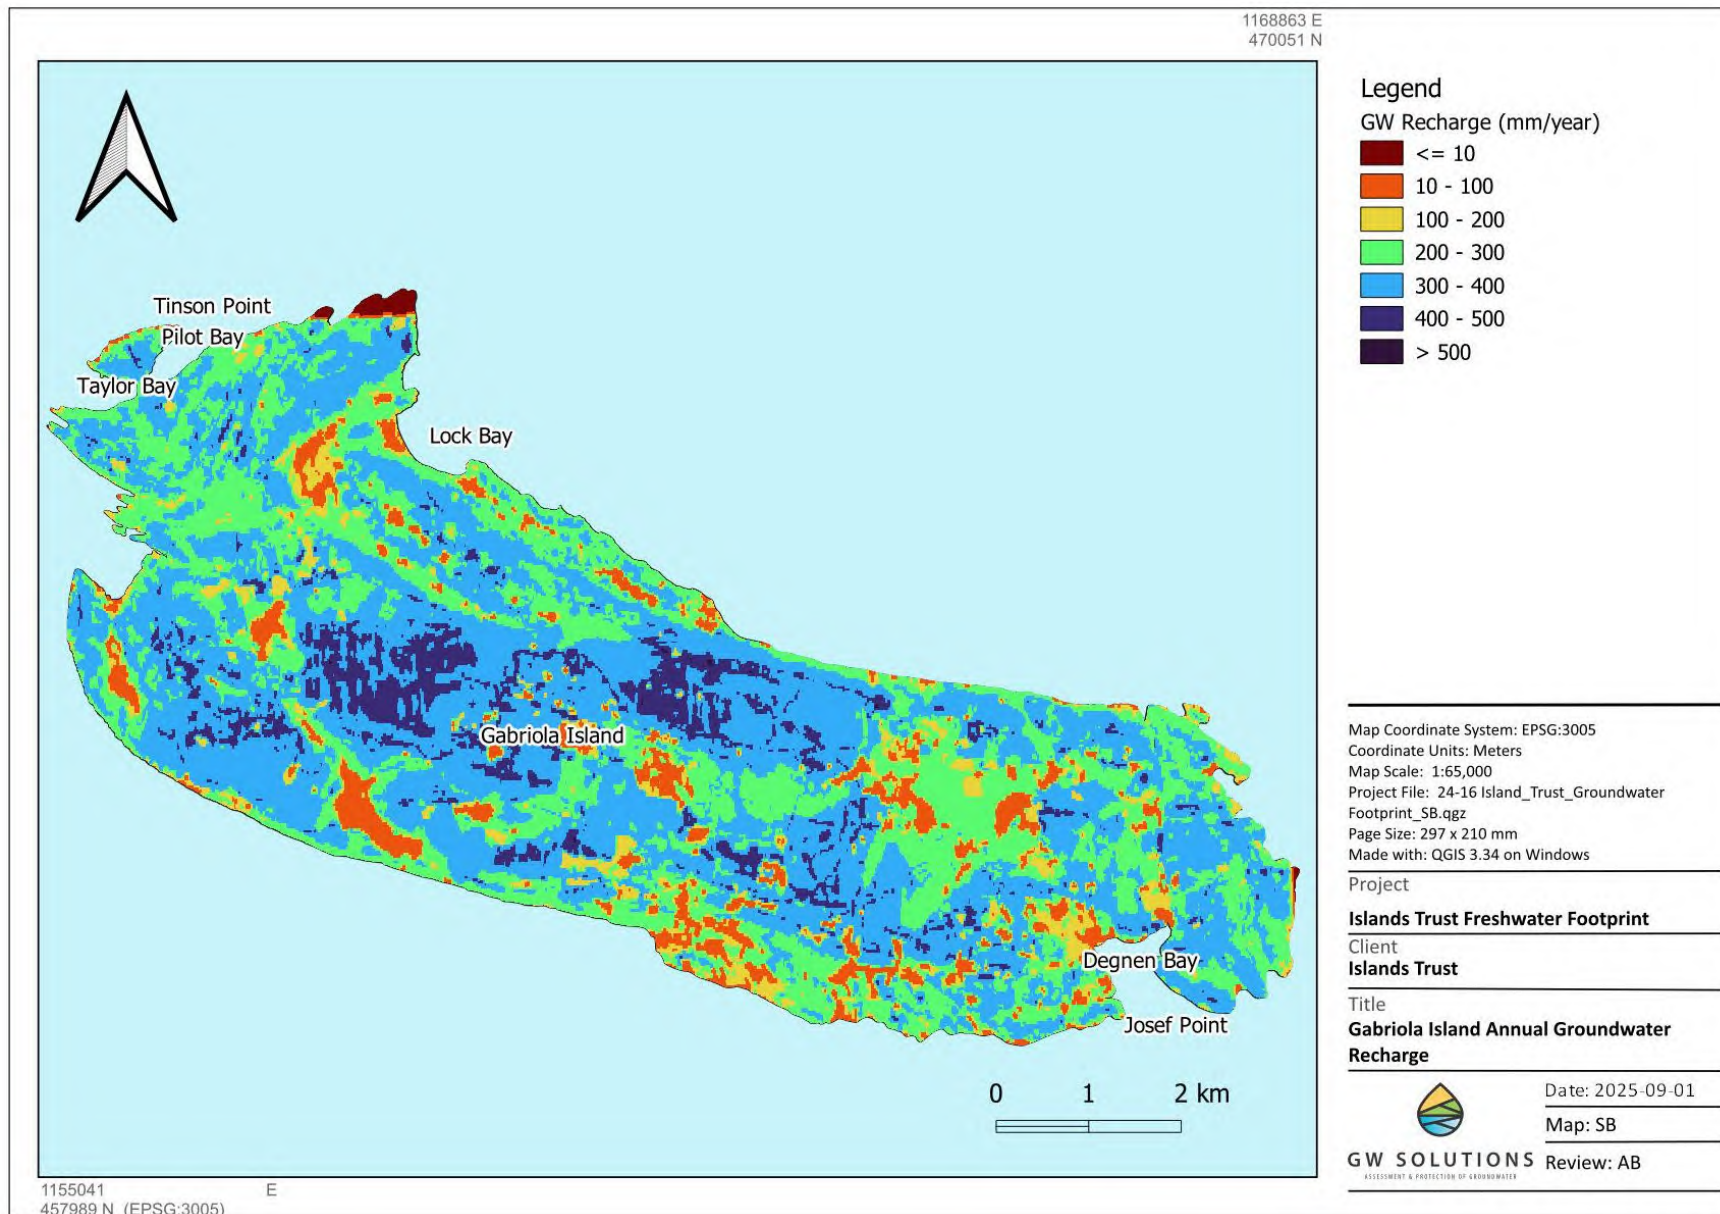 1168863 E
470051 N
Legend
GW Recharge (mm/year)
<= 10
10 - 100
100 - 200
200 - 300
300 - 400
400 - 500
> 500
Tinson Point
Pilot Bay
Taylor Bay
Lock Bay
Gabriola Island
Degnen Bay
Josef Point
0 1 2 km
1155041 E
457989 N (EPSG:3005)
Map Coordinate System: EPSG:3005
Coordinate Units: Meters
Map Scale: 1:65,000
Project File: 24-16 Island_Trust_Groundwater
Footprint_SB.qgz
Page Size: 297 x 210 mm
Made with: QGIS 3.34 on Windows
Project
Islands Trust Freshwater Footprint
Client
Islands Trust
Title
Gabriola Island Annual Groundwater
Recharge
GW SOLUTIONS
ASSESSMENT & PROTECTION OF GROUNDWATER
Date: 2025-09-01
Map: SB
Review: AB